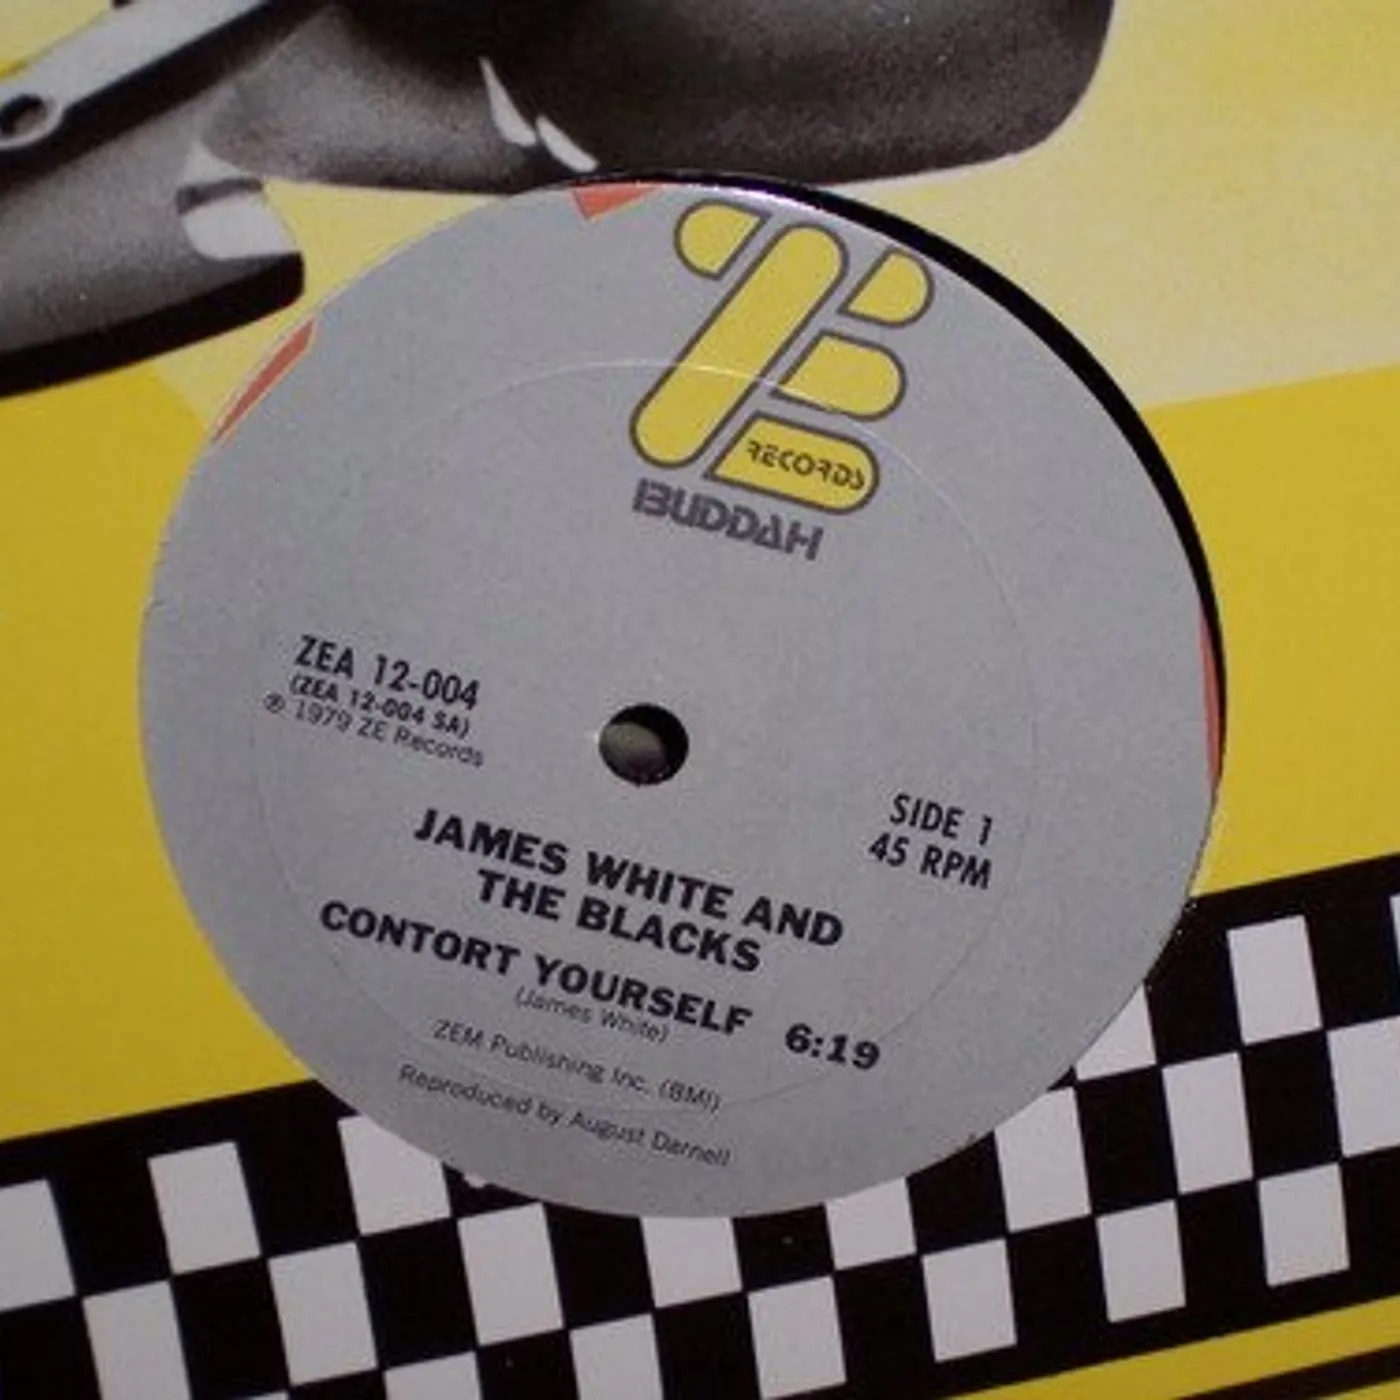 ZE
RECORDS
BUDDAH
ZEA 12-004
(ZEA 12-004 SA)
℗ 1979 ZE Records
SIDE 1
45 RPM
JAMES WHITE AND
THE BLACKS
CONTORT YOURSELF 6:19
(James White)
ZEM Publishing Inc. (BMI)
Reproduced by August Darnell